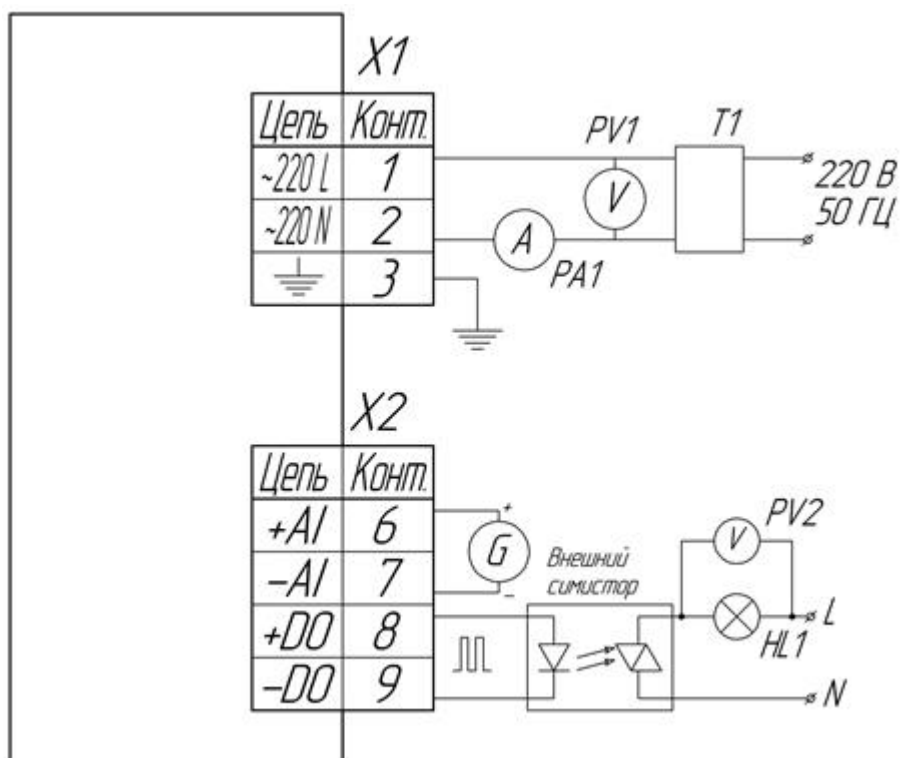 X1
Цепь Конт.
~220 L 1
~220 N 2
3
PV1
V
T1
220 В
50 ГЦ
A
PA1
X2
Цепь Конт.
+AI 6
–AI 7
+DO 8
–DO 9
+
G
–
Внешний
симистор
PV2
V
L
HL1
N